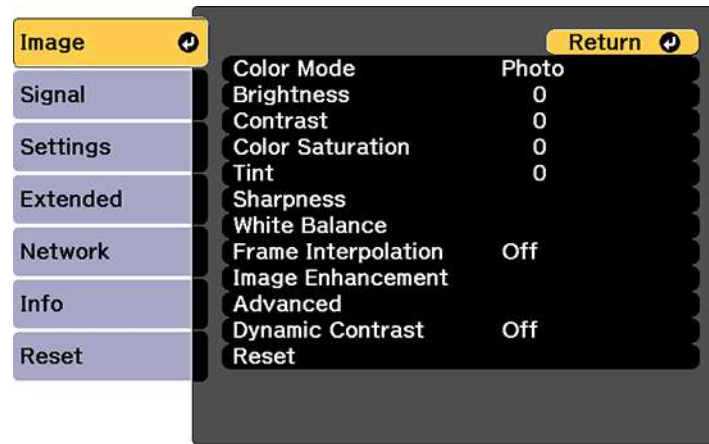 Image
Signal
Settings
Extended
Network
Info
Reset
Return
Color Mode Photo
Brightness 0
Contrast 0
Color Saturation 0
Tint 0
Sharpness
White Balance
Frame Interpolation Off
Image Enhancement
Advanced
Dynamic Contrast Off
Reset